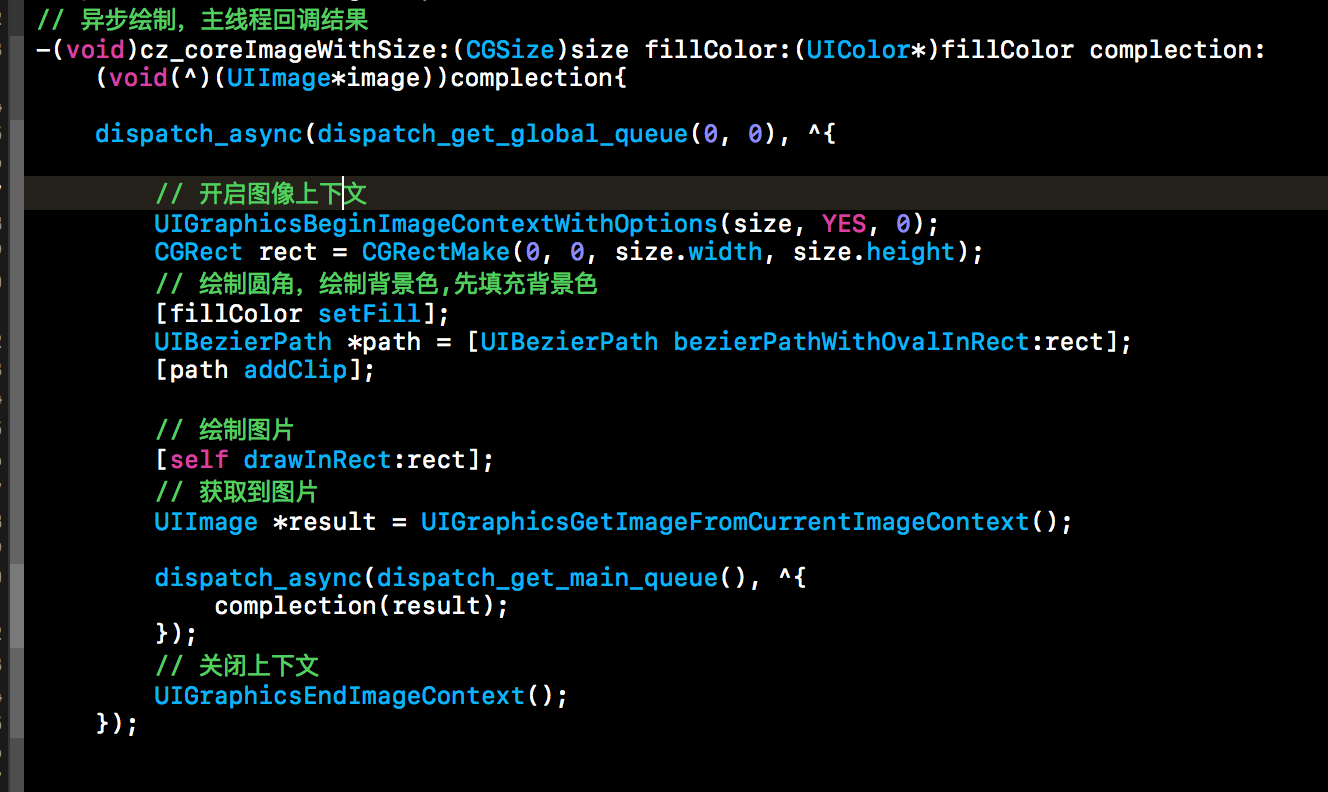 // 异步绘制，主线程回调结果
-(void)cz_coreImageWithSize:(CGSize)size fillColor:(UIColor*)fillColor complection:
(void(^)(UIImage*image))complection{
dispatch_async(dispatch_get_global_queue(0, 0), ^{
// 开启图像上下文
UIGraphicsBeginImageContextWithOptions(size, YES, 0);
CGRect rect = CGRectMake(0, 0, size.width, size.height);
// 绘制圆角，绘制背景色,先填充背景色
[fillColor setFill];
UIBezierPath *path = [UIBezierPath bezierPathWithOvalInRect:rect];
[path addClip];
// 绘制图片
[self drawInRect:rect];
// 获取到图片
UIImage *result = UIGraphicsGetImageFromCurrentImageContext();
dispatch_async(dispatch_get_main_queue(), ^{
complection(result);
});
// 关闭上下文
UIGraphicsEndImageContext();
});